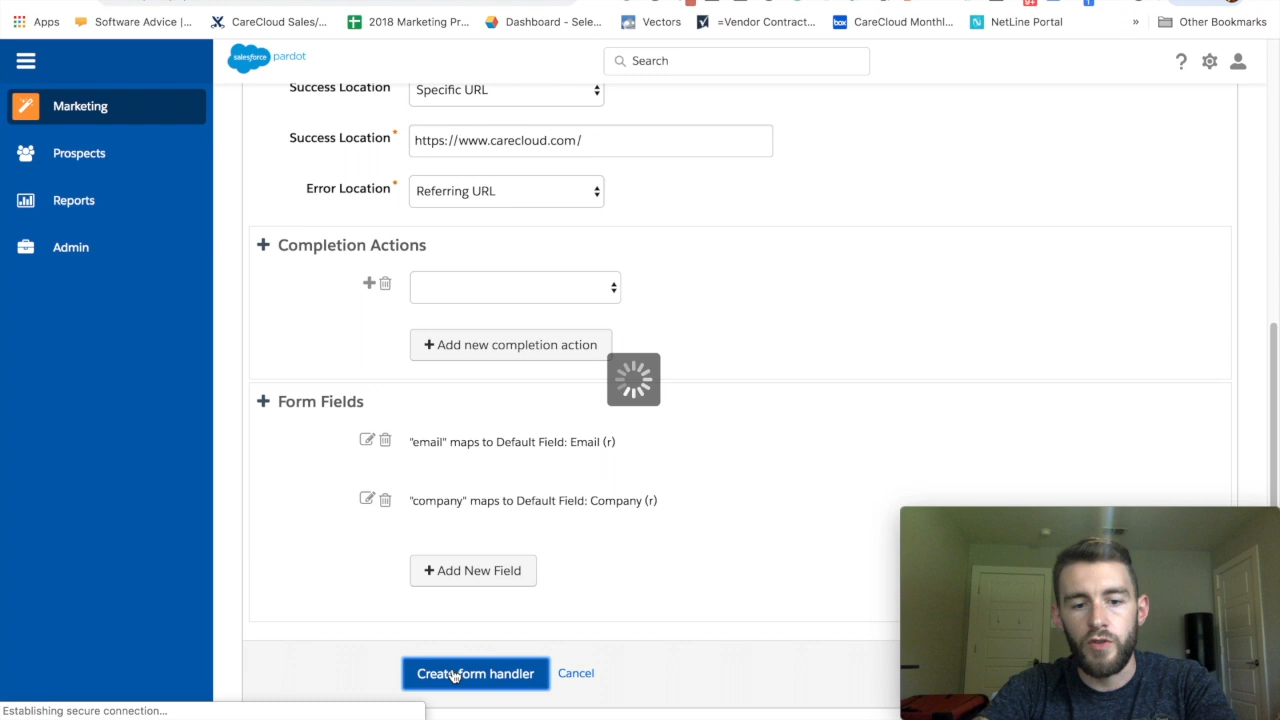 Apps Software Advice |... CareCloud Sales/... 2018 Marketing Pr... Dashboard - Sele... Vectors =Vendor Contract... CareCloud Monthl... NetLine Portal » Other Bookmarks
salesforce pardot Search ?
Marketing
Prospects
Reports
Admin
Success Location Specific URL
Success Location* https://www.carecloud.com/
Error Location* Referring URL
+ Completion Actions
+ Add new completion action
+ Form Fields
"email" maps to Default Field: Email (r)
"company" maps to Default Field: Company (r)
+ Add New Field
Create form handler Cancel
Establishing secure connection...